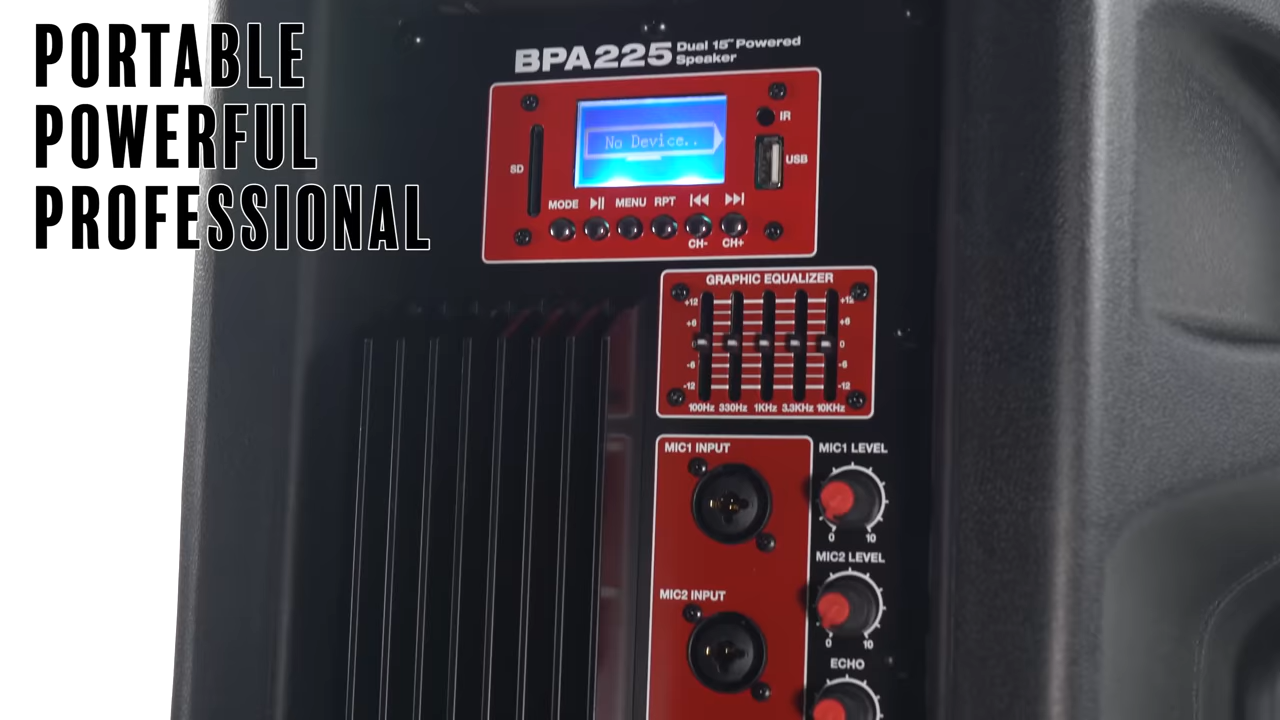 PORTABLE
POWERFUL
PROFESSIONAL
BPA225 Dual 15" Powered
Speaker
No Device..
IR
SD
USB
MODE MENU RPT
CH- CH+
GRAPHIC EQUALIZER
+12 +12
+6 +6
0 0
-6 -6
-12 -12
100Hz 330Hz 1KHz 3.3KHz 10KHz
MIC1 INPUT MIC1 LEVEL
0 10
MIC2 LEVEL
MIC2 INPUT
0 10
ECHO